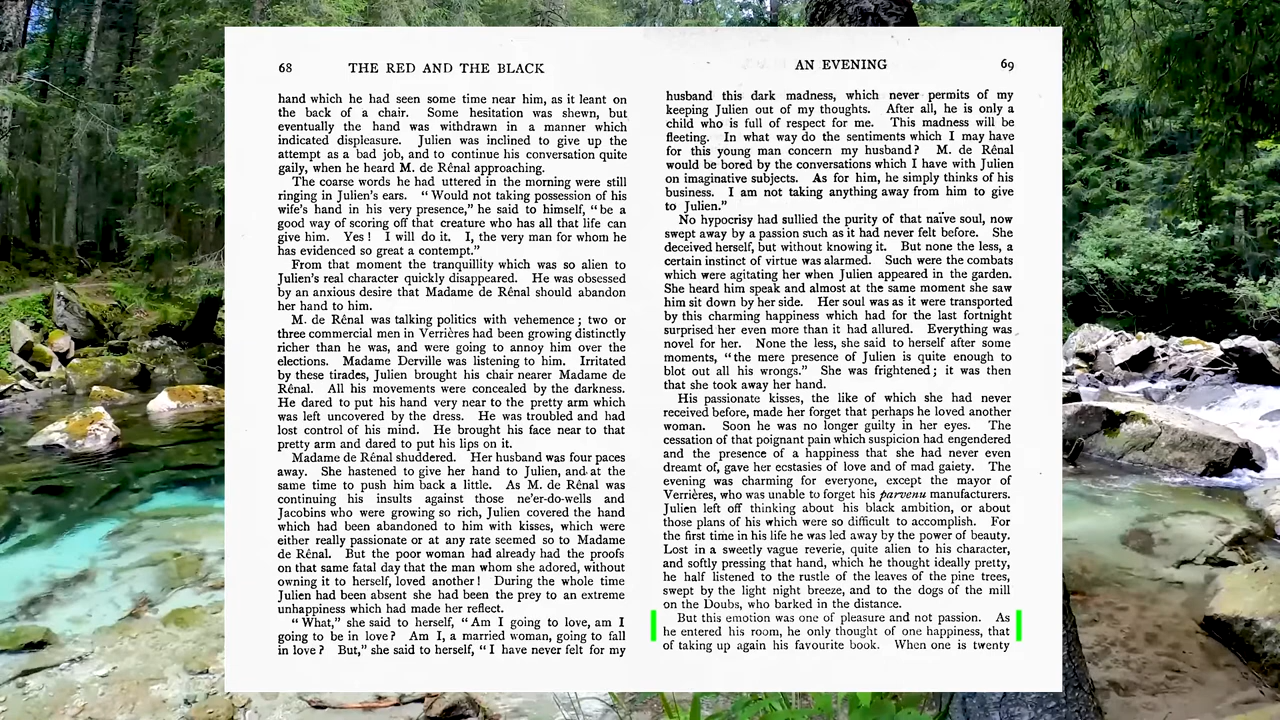 68 THE RED AND THE BLACK
hand which he had seen some time near him, as it leant on
the back of a chair. Some hesitation was shewn, but
eventually the hand was withdrawn in a manner which
indicated displeasure. Julien was inclined to give up the
attempt as a bad job, and to continue his conversation quite
gaily, when he heard M. de Rênal approaching.
The coarse words he had uttered in the morning were still
ringing in Julien's ears. “ Would not taking possession of his
wife's hand in his very presence,” he said to himself, “ be a
good way of scoring off that creature who has all that life can
give him. Yes ! I will do it. I, the very man for whom he
has evidenced so great a contempt.”
From that moment the tranquillity which was so alien to
Julien's real character quickly disappeared. He was obsessed
by an anxious desire that Madame de Rênal should abandon
her hand to him.
M. de Rênal was talking politics with vehemence ; two or
three commercial men in Verrières had been growing distinctly
richer than he was, and were going to annoy him over the
elections. Madame Derville was listening to him. Irritated
by these tirades, Julien brought his chair nearer Madame de
Rênal. All his movements were concealed by the darkness.
He dared to put his hand very near to the pretty arm which
was left uncovered by the dress. He was troubled and had
lost control of his mind. He brought his face near to that
pretty arm and dared to put his lips on it.
Madame de Rênal shuddered. Her husband was four paces
away. She hastened to give her hand to Julien, and at the
same time to push him back a little. As M. de Rênal was
continuing his insults against those ne'er-do-wells and
Jacobins who were growing so rich, Julien covered the hand
which had been abandoned to him with kisses, which were
either really passionate or at any rate seemed so to Madame
de Rênal. But the poor woman had already had the proofs
on that same fatal day that the man whom she adored, without
owning it to herself, loved another ! During the whole time
Julien had been absent she had been the prey to an extreme
unhappiness which had made her reflect.
“ What,” she said to herself, “ Am I going to love, am I
going to be in love ? Am I, a married woman, going to fall
in love ? But,” she said to herself, “ I have never felt for my
AN EVENING 69
husband this dark madness, which never permits of my
keeping Julien out of my thoughts. After all, he is only a
child who is full of respect for me. This madness will be
fleeting. In what way do the sentiments which I may have
for this young man concern my husband ? M. de Rênal
would be bored by the conversations which I have with Julien
on imaginative subjects. As for him, he simply thinks of his
business. I am not taking anything away from him to give
to Julien.”
No hypocrisy had sullied the purity of that naïve soul, now
swept away by a passion such as it had never felt before. She
deceived herself, but without knowing it. But none the less, a
certain instinct of virtue was alarmed. Such were the combats
which were agitating her when Julien appeared in the garden.
She heard him speak and almost at the same moment she saw
him sit down by her side. Her soul was as it were transported
by this charming happiness which had for the last fortnight
surprised her even more than it had allured. Everything was
novel for her. None the less, she said to herself after some
moments, “ the mere presence of Julien is quite enough to
blot out all his wrongs.” She was frightened ; it was then
that she took away her hand.
His passionate kisses, the like of which she had never
received before, made her forget that perhaps he loved another
woman. Soon he was no longer guilty in her eyes. The
cessation of that poignant pain which suspicion had engendered
and the presence of a happiness that she had never even
dreamt of, gave her ecstasies of love and of mad gaiety. The
evening was charming for everyone, except the mayor of
Verrières, who was unable to forget his parvenu manufacturers.
Julien left off thinking about his black ambition, or about
those plans of his which were so difficult to accomplish. For
the first time in his life he was led away by the power of beauty.
Lost in a sweetly vague reverie, quite alien to his character,
and softly pressing that hand, which he thought ideally pretty,
he half listened to the rustle of the leaves of the pine trees,
swept by the light night breeze, and to the dogs of the mill
on the Doubs, who barked in the distance.
But this emotion was one of pleasure and not passion. As
he entered his room, he only thought of one happiness, that
of taking up again his favourite book. When one is twenty